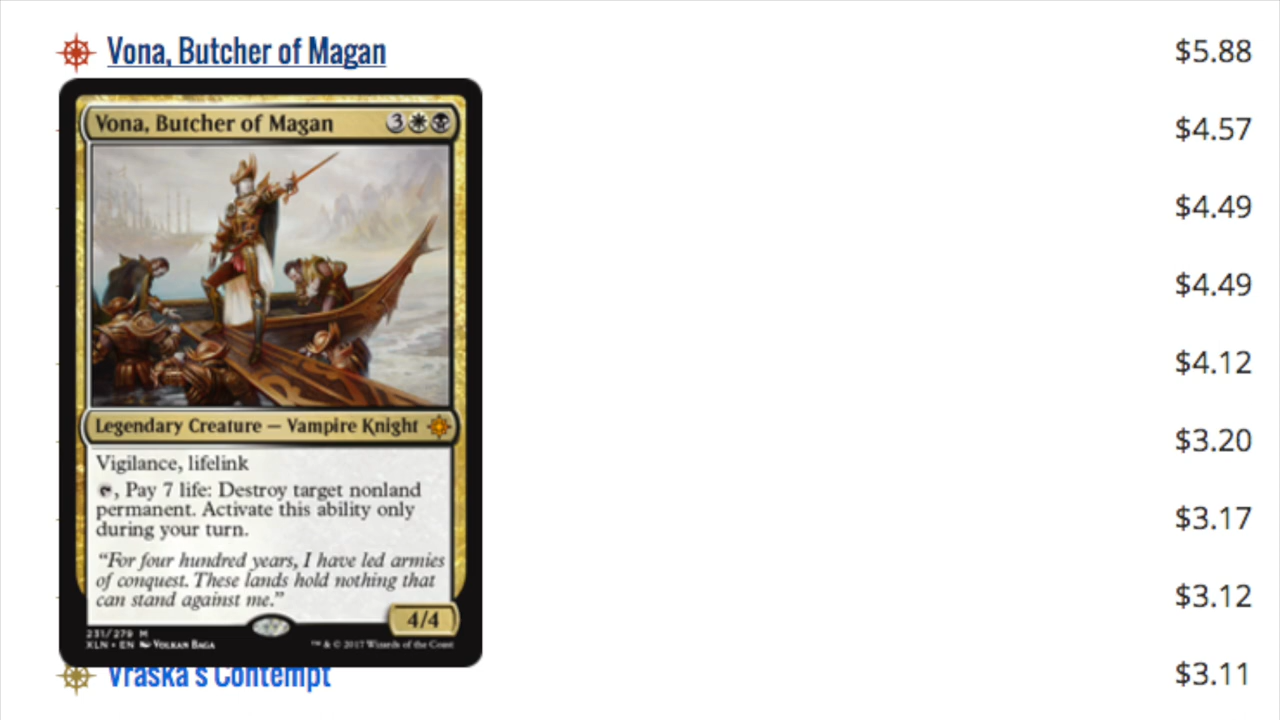 Vona, Butcher of Magan $5.88
Vona, Butcher of Magan 3
$4.57
$4.49
$4.49
$4.12
Legendary Creature — Vampire Knight
$3.20
Vigilance, lifelink
, Pay 7 life: Destroy target nonland
permanent. Activate this ability only
during your turn.
$3.17
“For four hundred years, I have led armies
of conquest. These lands hold nothing that
can stand against me.”
$3.12
4/4
231/279 M
XLN • EN Volkan Baga ™ & © 2017 Wizards of the Coast
Vraska's Contempt $3.11